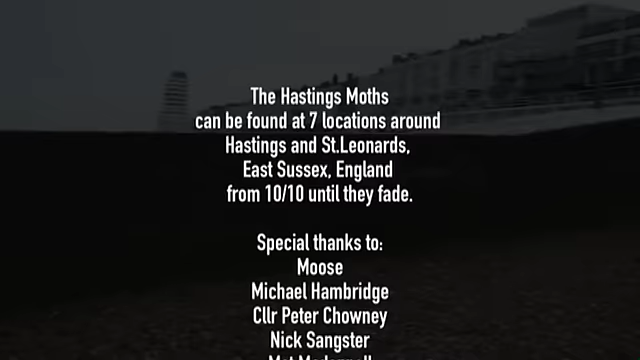 The Hastings Moths
can be found at 7 locations around
Hastings and St.Leonards,
East Sussex, England
from 10/10 until they fade.
Special thanks to:
Moose
Michael Hambridge
Cllr Peter Chowney
Nick Sangster